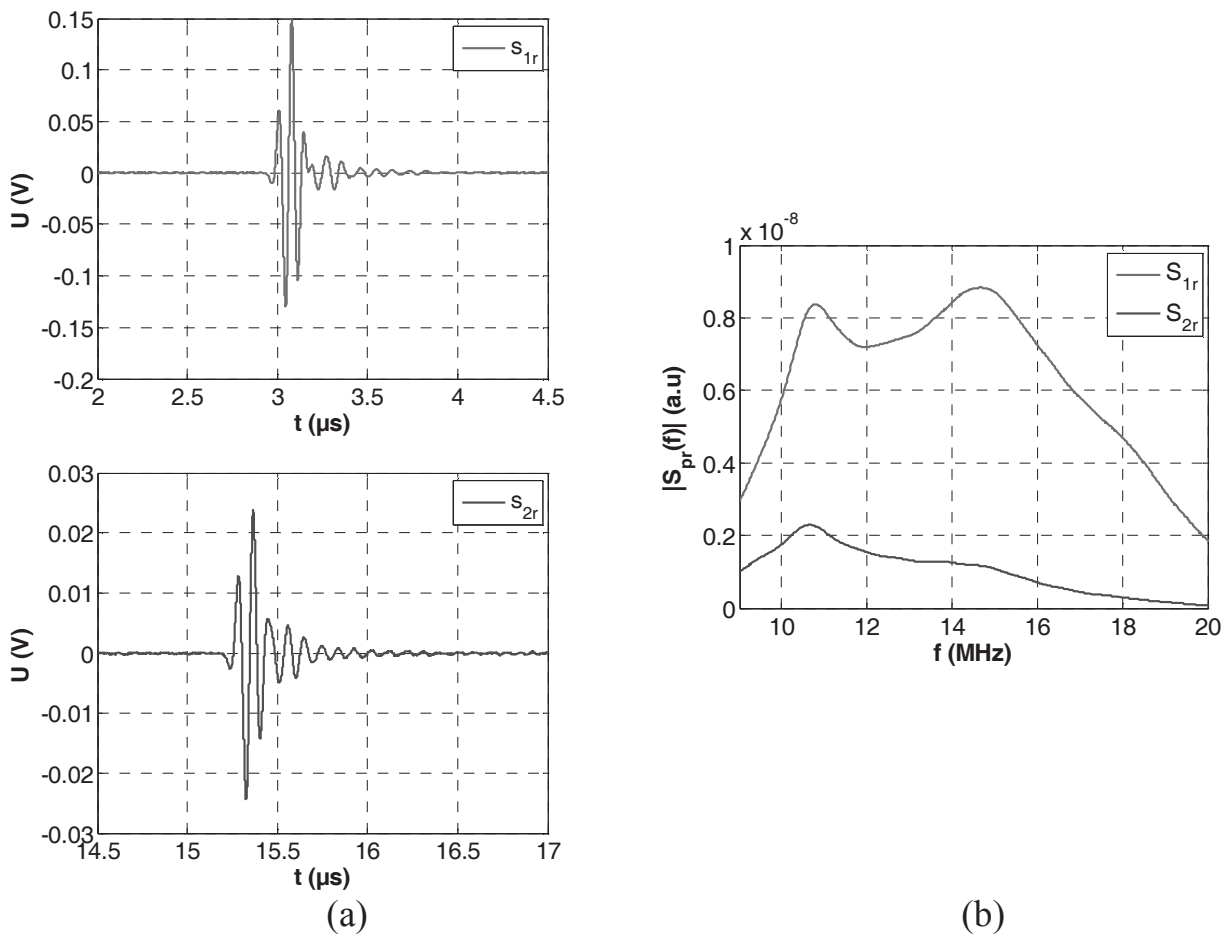 0.15
0.1
0.05
0
-0.05
-0.1
-0.15
-0.2
U (V)
s1r
2 2.5 3 3.5 4 4.5
t (µs)
0.03
0.02
0.01
0
-0.01
-0.02
-0.03
U (V)
s2r
14.5 15 15.5 16 16.5 17
t (µs)
(a)
1 x 10-8
0.8
0.6
0.4
0.2
0
|Spr(f)| (a.u)
S1r
S2r
10 12 14 16 18 20
f (MHz)
(b)